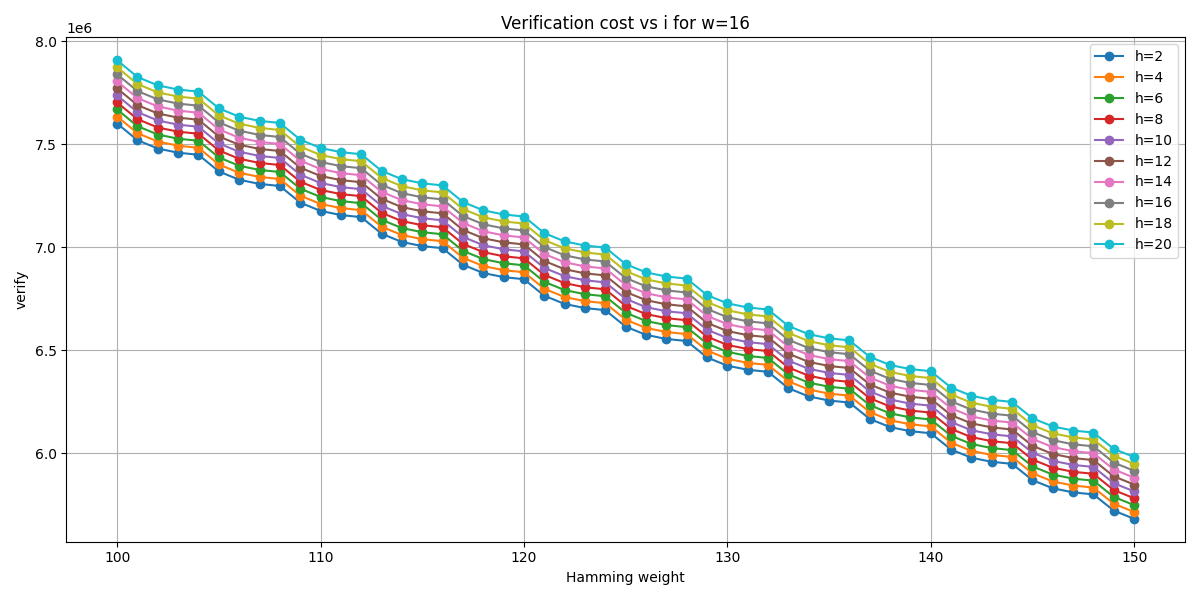 Verification cost vs i for w=16
1e6
8.0
7.5
7.0
6.5
6.0
verify
100 110 120 130 140 150
Hamming weight
h=2
h=4
h=6
h=8
h=10
h=12
h=14
h=16
h=18
h=20